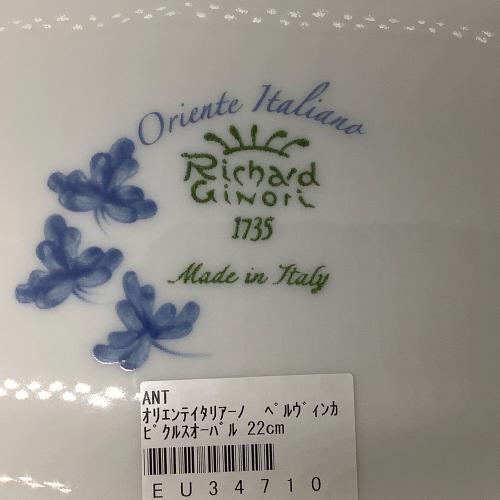 Oriente Italiano
Richard
GiNori
1735
Made in Italy
ANT
ｵﾘｴﾝﾃｲﾀﾘｱｰﾉ ﾍﾟﾙｳﾞｨﾝｶ
ﾋﾟｸﾙｽｵｰﾊﾞﾙ 22cm
EU34710